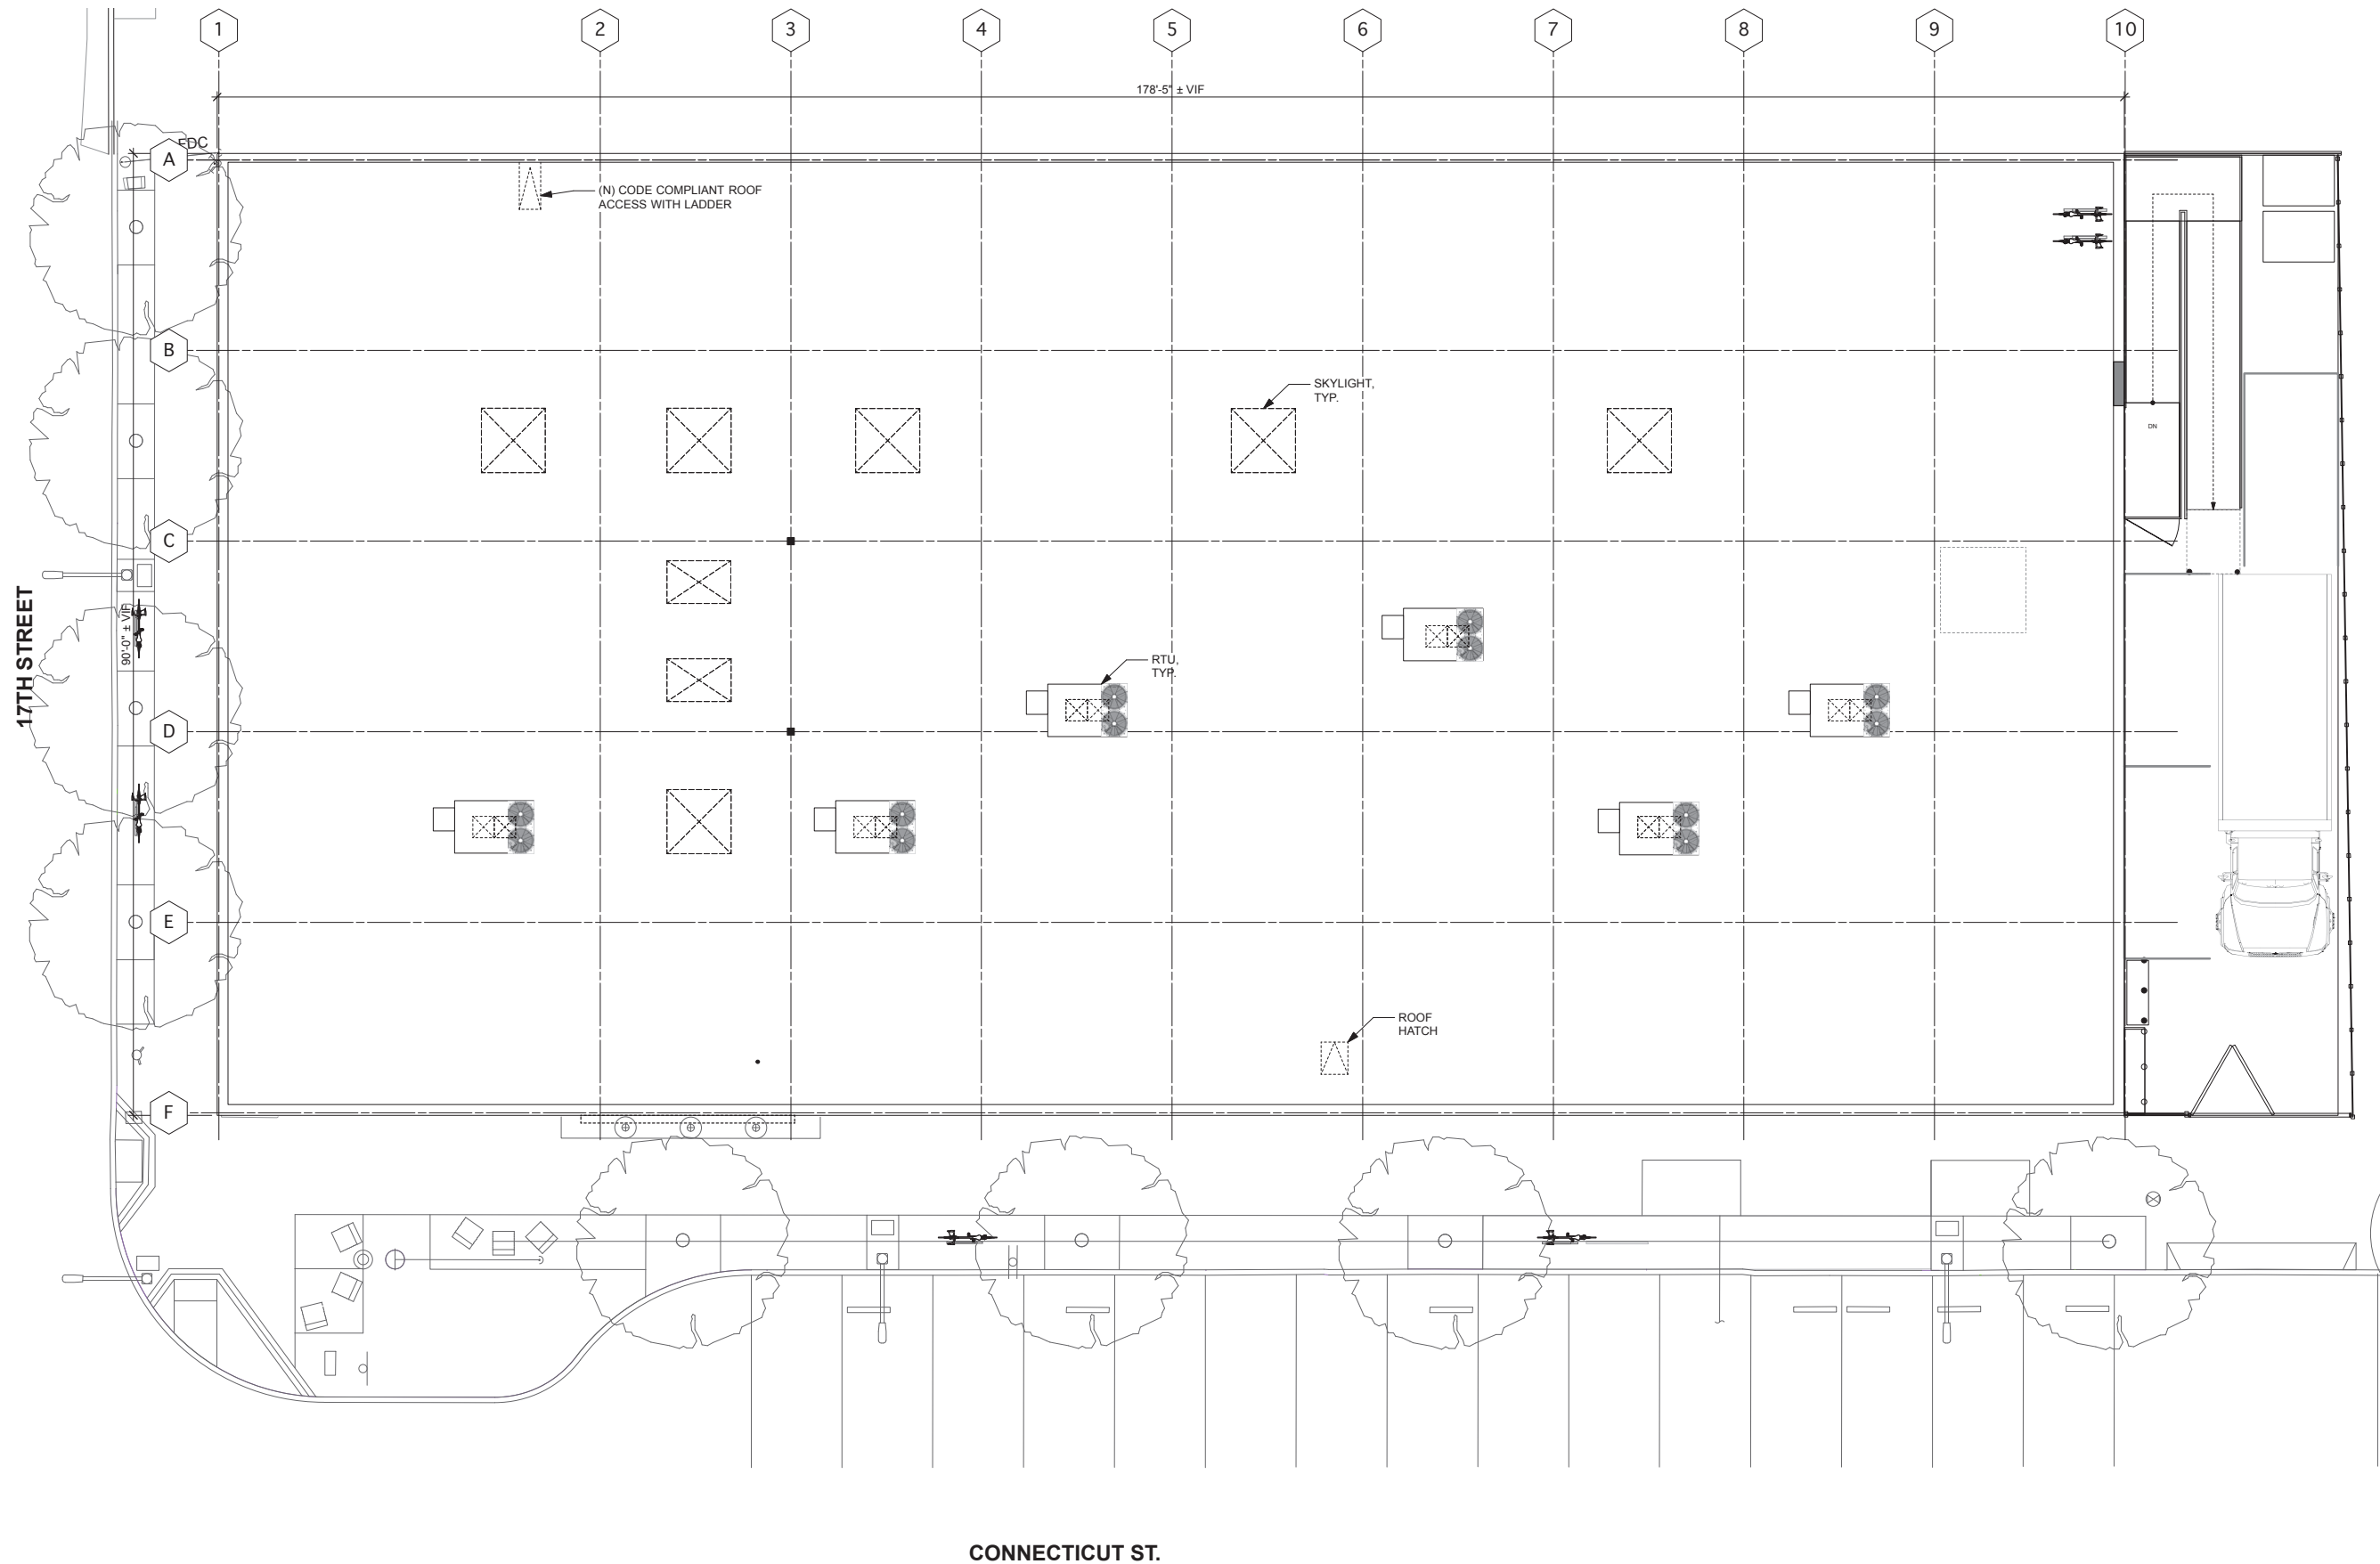 1
2
3
4
5
6
7
8
9
10
178'-5" ± VIF
FDC
A
(N) CODE COMPLIANT ROOF
ACCESS WITH LADDER
B
SKYLIGHT,
TYP.
DN
C
17TH STREET
90'-0" ± VIF
RTU,
TYP.
D
E
ROOF
HATCH
F
CONNECTICUT ST.